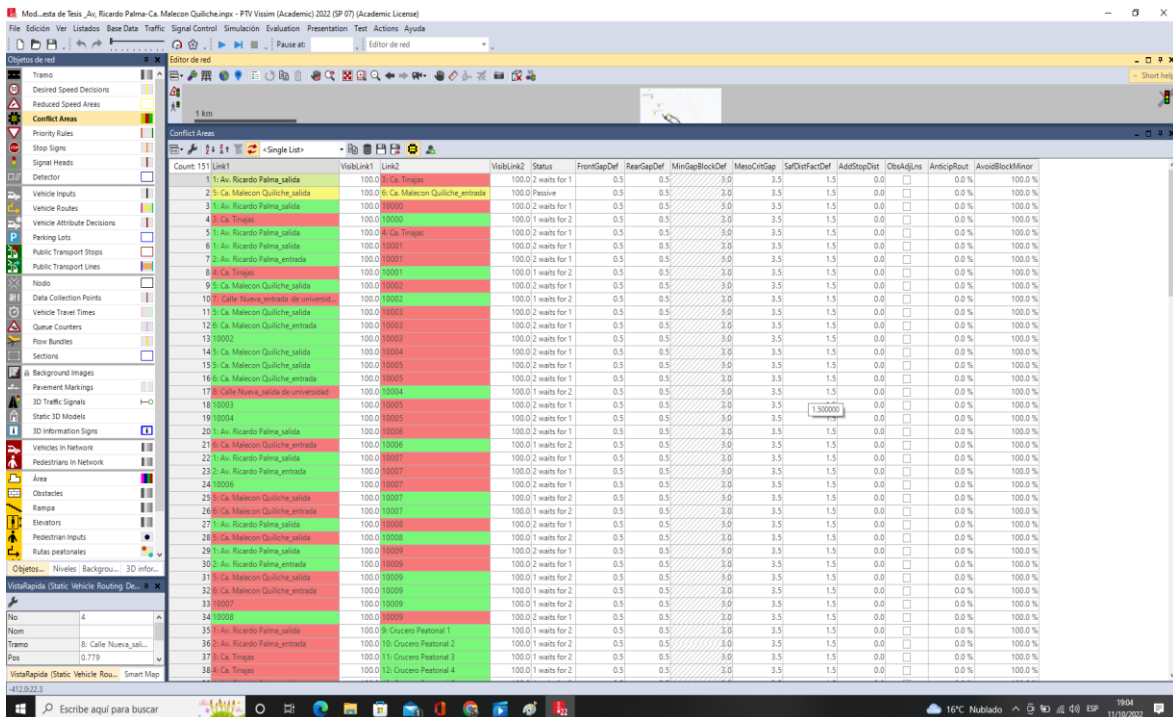 Mod...esta de Tesis _Av, Ricardo Palma-Ca. Malecon Quiliche.inpx - PTV Vissim (Academic) 2022 (SP 07) (Academic License)
File Edición Ver Listados Base Data Traffic Signal Control Simulación Evaluation Presentation Test Actions Ayuda
Pause at: Editor de red
Objetos de red
Editor de red
Short help
1 km
Tramo
Desired Speed Decisions
Reduced Speed Areas
Conflict Areas
Priority Rules
Stop Signs
Signal Heads
Detector
Vehicle Inputs
Vehicle Routes
Vehicle Attribute Decisions
Parking Lots
Public Transport Stops
Public Transport Lines
Nodo
Data Collection Points
Vehicle Travel Times
Queue Counters
Flow Bundles
Sections
Background Images
Pavement Markings
3D Traffic Signals
Static 3D Models
3D Information Signs
Vehicles In Network
Pedestrians In Network
Área
Obstacles
Rampa
Elevators
Pedestrian Inputs
Rutas peatonales
Objetos... Niveles Backgrou... 3D infor...
VistaRapida (Static Vehicle Routing De...
No 4
Nom
Tramo 8: Calle Nueva_sali...
Pos 0.779
VistaRapida (Static Vehicle Rou... Smart Map
Conflict Areas
<Single List>
Count: 151 Link1 VisibLink1 Link2 VisibLink2 Status FrontGapDef RearGapDef MinGapBlockDef MesoCritGap SafDistFactDef AddStopDist ObsAdjLns AnticipRout AvoidBlockMinor
1 1: Av. Ricardo Palma_salida 100.0 3: Ca. Tinajas 100.0 2 waits for 1 0.5 0.5 3.0 3.5 1.5 0.0 0.0 % 100.0 %
2 5: Ca. Malecon Quiliche_salida 100.0 6: Ca. Malecon Quiliche_entrada 100.0 Passive 0.5 0.5 3.0 3.5 1.5 0.0 0.0 % 100.0 %
3 1: Av. Ricardo Palma_salida 100.0 10000 100.0 2 waits for 1 0.5 0.5 3.0 3.5 1.5 0.0 0.0 % 100.0 %
4 3: Ca. Tinajas 100.0 10000 100.0 1 waits for 2 0.5 0.5 3.0 3.5 1.5 0.0 0.0 % 100.0 %
5 1: Av. Ricardo Palma_salida 100.0 4: Ca. Tinajas 100.0 2 waits for 1 0.5 0.5 3.0 3.5 1.5 0.0 0.0 % 100.0 %
6 1: Av. Ricardo Palma_salida 100.0 10001 100.0 2 waits for 1 0.5 0.5 3.0 3.5 1.5 0.0 0.0 % 100.0 %
7 2: Av. Ricardo Palma_entrada 100.0 10001 100.0 2 waits for 1 0.5 0.5 3.0 3.5 1.5 0.0 0.0 % 100.0 %
8 4: Ca. Tinajas 100.0 10001 100.0 1 waits for 2 0.5 0.5 3.0 3.5 1.5 0.0 0.0 % 100.0 %
9 5: Ca. Malecon Quiliche_salida 100.0 10002 100.0 2 waits for 1 0.5 0.5 3.0 3.5 1.5 0.0 0.0 % 100.0 %
10 7: Calle Nueva_entrada de universid... 100.0 10002 100.0 1 waits for 2 0.5 0.5 3.0 3.5 1.5 0.0 0.0 % 100.0 %
11 5: Ca. Malecon Quiliche_salida 100.0 10003 100.0 2 waits for 1 0.5 0.5 3.0 3.5 1.5 0.0 0.0 % 100.0 %
12 6: Ca. Malecon Quiliche_entrada 100.0 10003 100.0 2 waits for 1 0.5 0.5 3.0 3.5 1.5 0.0 0.0 % 100.0 %
13 10002 100.0 10003 100.0 2 waits for 1 0.5 0.5 3.0 3.5 1.5 0.0 0.0 % 100.0 %
14 5: Ca. Malecon Quiliche_salida 100.0 10004 100.0 2 waits for 1 0.5 0.5 3.0 3.5 1.5 0.0 0.0 % 100.0 %
15 5: Ca. Malecon Quiliche_salida 100.0 10005 100.0 2 waits for 1 0.5 0.5 3.0 3.5 1.5 0.0 0.0 % 100.0 %
16 6: Ca. Malecon Quiliche_entrada 100.0 10005 100.0 2 waits for 1 0.5 0.5 3.0 3.5 1.5 0.0 0.0 % 100.0 %
17 8: Calle Nueva_salida de universidad 100.0 10004 100.0 1 waits for 2 0.5 0.5 3.0 3.5 1.5 0.0 0.0 % 100.0 %
18 10003 100.0 10005 100.0 2 waits for 1 0.5 0.5 3.0 3.5 1.500000 0.0 0.0 % 100.0 %
19 10004 100.0 10005 100.0 2 waits for 1 0.5 0.5 3.0 3.5 1.5 0.0 0.0 % 100.0 %
20 1: Av. Ricardo Palma_salida 100.0 10006 100.0 2 waits for 1 0.5 0.5 3.0 3.5 1.5 0.0 0.0 % 100.0 %
21 6: Ca. Malecon Quiliche_entrada 100.0 10006 100.0 1 waits for 2 0.5 0.5 3.0 3.5 1.5 0.0 0.0 % 100.0 %
22 1: Av. Ricardo Palma_salida 100.0 10007 100.0 2 waits for 1 0.5 0.5 3.0 3.5 1.5 0.0 0.0 % 100.0 %
23 2: Av. Ricardo Palma_entrada 100.0 10007 100.0 2 waits for 1 0.5 0.5 3.0 3.5 1.5 0.0 0.0 % 100.0 %
24 10006 100.0 10007 100.0 2 waits for 1 0.5 0.5 3.0 3.5 1.5 0.0 0.0 % 100.0 %
25 5: Ca. Malecon Quiliche_salida 100.0 10007 100.0 1 waits for 2 0.5 0.5 3.0 3.5 1.5 0.0 0.0 % 100.0 %
26 6: Ca. Malecon Quiliche_entrada 100.0 10007 100.0 1 waits for 2 0.5 0.5 3.0 3.5 1.5 0.0 0.0 % 100.0 %
27 1: Av. Ricardo Palma_salida 100.0 10008 100.0 2 waits for 1 0.5 0.5 3.0 3.5 1.5 0.0 0.0 % 100.0 %
28 5: Ca. Malecon Quiliche_salida 100.0 10008 100.0 1 waits for 2 0.5 0.5 3.0 3.5 1.5 0.0 0.0 % 100.0 %
29 1: Av. Ricardo Palma_salida 100.0 10009 100.0 2 waits for 1 0.5 0.5 3.0 3.5 1.5 0.0 0.0 % 100.0 %
30 2: Av. Ricardo Palma_entrada 100.0 10009 100.0 2 waits for 1 0.5 0.5 3.0 3.5 1.5 0.0 0.0 % 100.0 %
31 5: Ca. Malecon Quiliche_salida 100.0 10009 100.0 1 waits for 2 0.5 0.5 3.0 3.5 1.5 0.0 0.0 % 100.0 %
32 6: Ca. Malecon Quiliche_entrada 100.0 10009 100.0 1 waits for 2 0.5 0.5 3.0 3.5 1.5 0.0 0.0 % 100.0 %
33 10007 100.0 10009 100.0 1 waits for 2 0.5 0.5 3.0 3.5 1.5 0.0 0.0 % 100.0 %
34 10008 100.0 10009 100.0 2 waits for 1 0.5 0.5 3.0 3.5 1.5 0.0 0.0 % 100.0 %
35 1: Av. Ricardo Palma_salida 100.0 9: Crucero Peatonal 1 100.0 1 waits for 2 0.5 0.5 3.0 3.5 1.5 0.0 0.0 % 100.0 %
36 2: Av. Ricardo Palma_entrada 100.0 10: Crucero Peatonal 2 100.0 1 waits for 2 0.5 0.5 3.0 3.5 1.5 0.0 0.0 % 100.0 %
37 3: Ca. Tinajas 100.0 11: Crucero Peatonal 3 100.0 1 waits for 2 0.5 0.5 3.0 3.5 1.5 0.0 0.0 % 100.0 %
38 4: Ca. Tinajas 100.0 12: Crucero Peatonal 4 100.0 1 waits for 2 0.5 0.5 3.0 3.5 1.5 0.0 0.0 % 100.0 %
-412.0:22.3
Escribe aquí para buscar
16°C Nublado ESP 19:04
11/10/2022